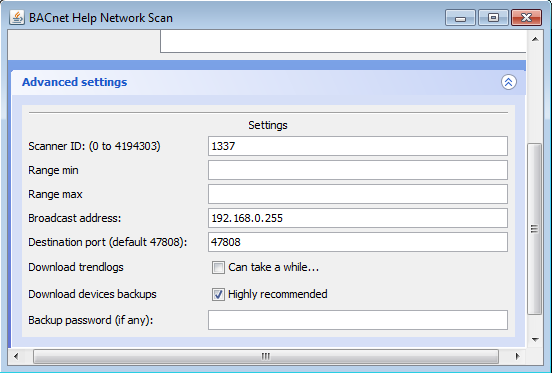 BACnet Help Network Scan
Advanced settings
Settings
Scanner ID: (0 to 4194303) 1337
Range min
Range max
Broadcast address: 192.168.0.255
Destination port (default 47808): 47808
Download trendlogs Can take a while...
Download devices backups Highly recommended
Backup password (if any):